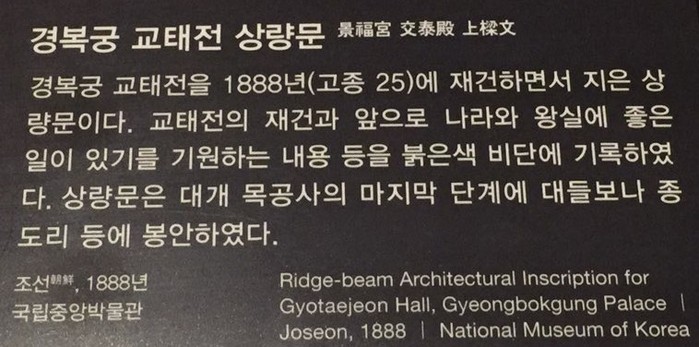 경복궁 교태전 상량문 景福宮 交泰殿 上樑文
경복궁 교태전을 1888년(고종 25)에 재건하면서 지은 상
량문이다. 교태전의 재건과 앞으로 나라와 왕실에 좋은
일이 있기를 기원하는 내용 등을 붉은색 비단에 기록하였
다. 상량문은 대개 목공사의 마지막 단계에 대들보나 종
도리 등에 봉안하였다.
조선朝鮮, 1888년
국립중앙박물관
Ridge-beam Architectural Inscription for
Gyotaejeon Hall, Gyeongbokgung Palace |
Joseon, 1888 | National Museum of Korea